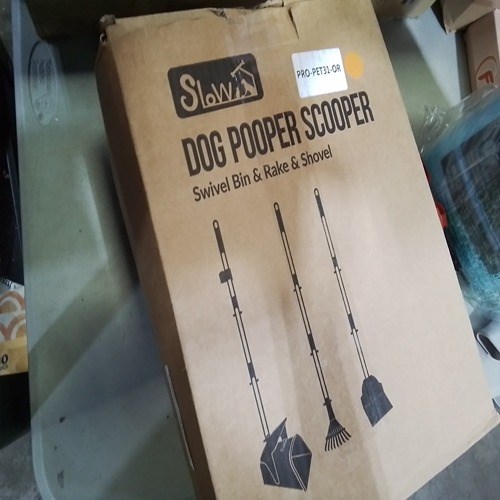 Slow
PRO-PET31-OR
DOG POOPER SCOOPER
Swivel Bin & Rake & Shovel